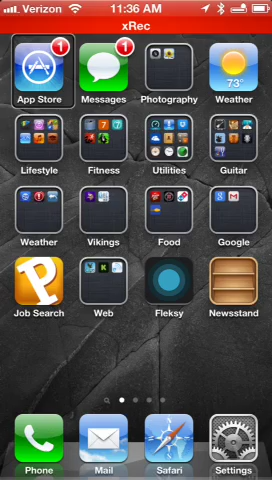 Verizon 11:36 AM
xRec
1 1
73°
App Store Messages Photography Weather
Lifestyle Fitness Utilities Guitar
Weather Vikings Food Google
P
Job Search Web Fleksy Newsstand
Phone Mail Safari Settings